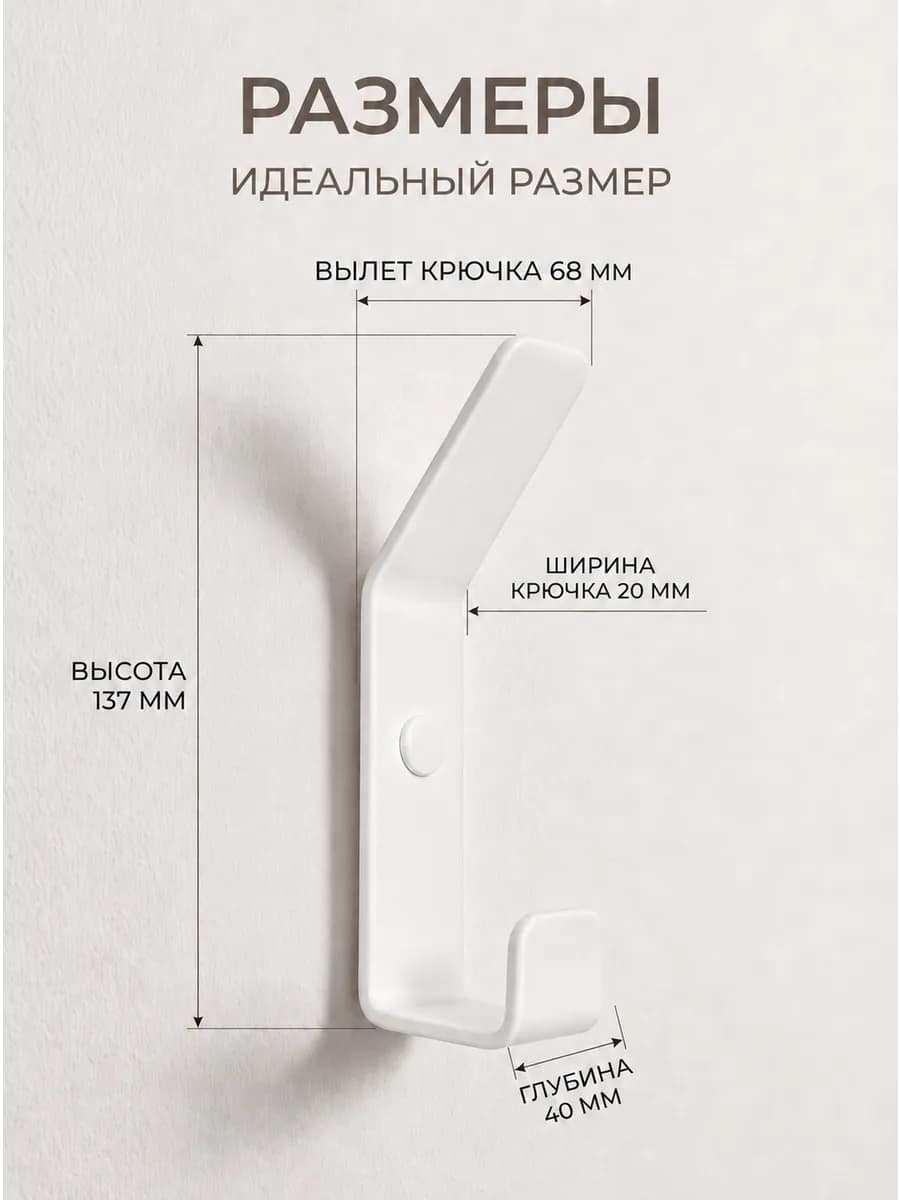 РАЗМЕРЫ
ИДЕАЛЬНЫЙ РАЗМЕР
ВЫЛЕТ КРЮЧКА 68 мм
ШИРИНА
КРЮЧКА 20 ММ
ВЫСОТА
137 ММ
ГЛУБИНА
40 ММ